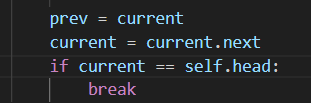 prev = current
current = current.next
if current == self.head:
    break